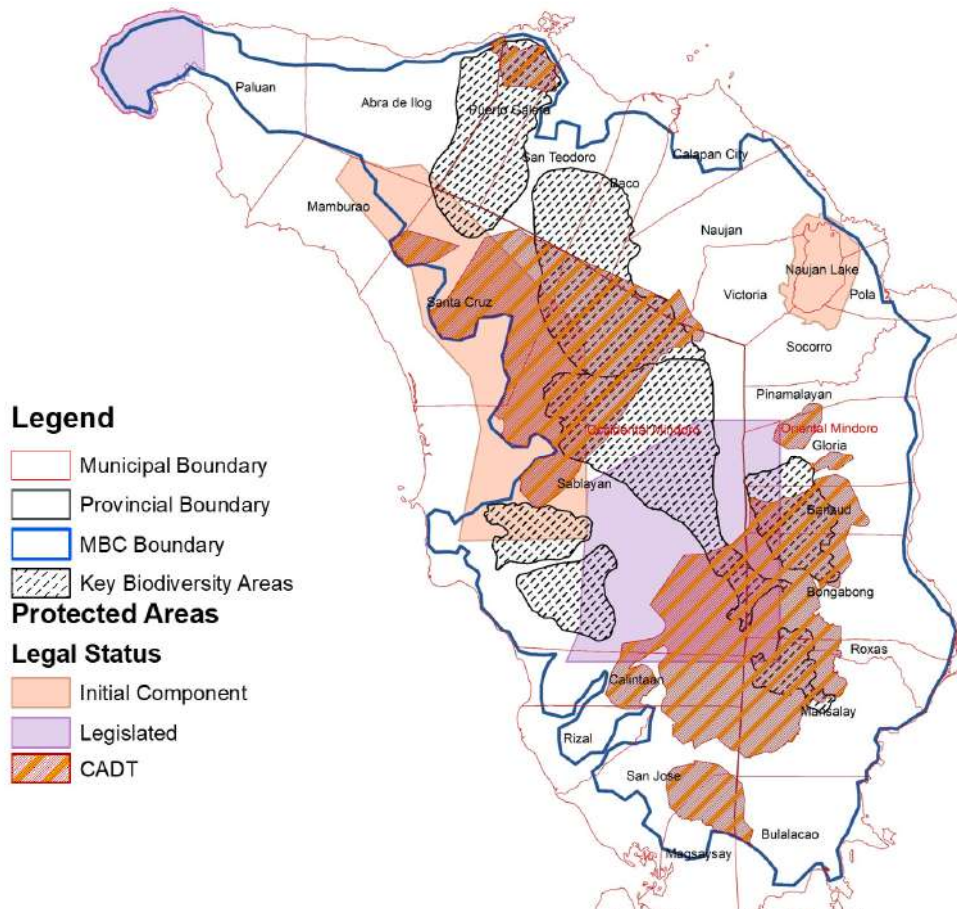 Paluan
Abra de Ilog
Puerto Galera
San Teodoro
Calapan City
Baco
Mamburao
Naujan
Naujan Lake
Santa Cruz
Victoria
Pola
Socorro
Pinamalayan
Occidental Mindoro
Oriental Mindoro
Gloria
Sablayan
Bansud
Bongabong
Roxas
Calintaan
Mansalay
Rizal
San Jose
Bulalacao
Magsaysay
Legend
Municipal Boundary
Provincial Boundary
MBC Boundary
Key Biodiversity Areas
Protected Areas
Legal Status
Initial Component
Legislated
CADT